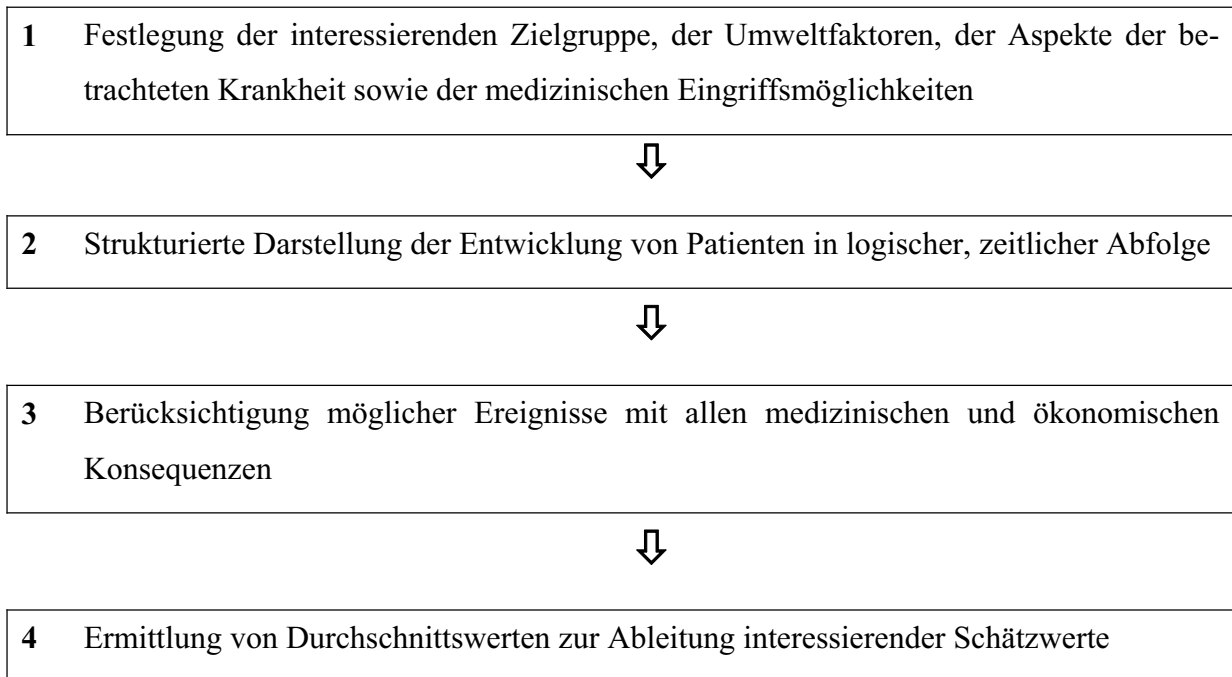 1 Festlegung der interessierenden Zielgruppe, der Umweltfaktoren, der Aspekte der be-
trachteten Krankheit sowie der medizinischen Eingriffsmöglichkeiten
⇩
2 Strukturierte Darstellung der Entwicklung von Patienten in logischer, zeitlicher Abfolge
⇩
3 Berücksichtigung möglicher Ereignisse mit allen medizinischen und ökonomischen
Konsequenzen
⇩
4 Ermittlung von Durchschnittswerten zur Ableitung interessierender Schätzwerte